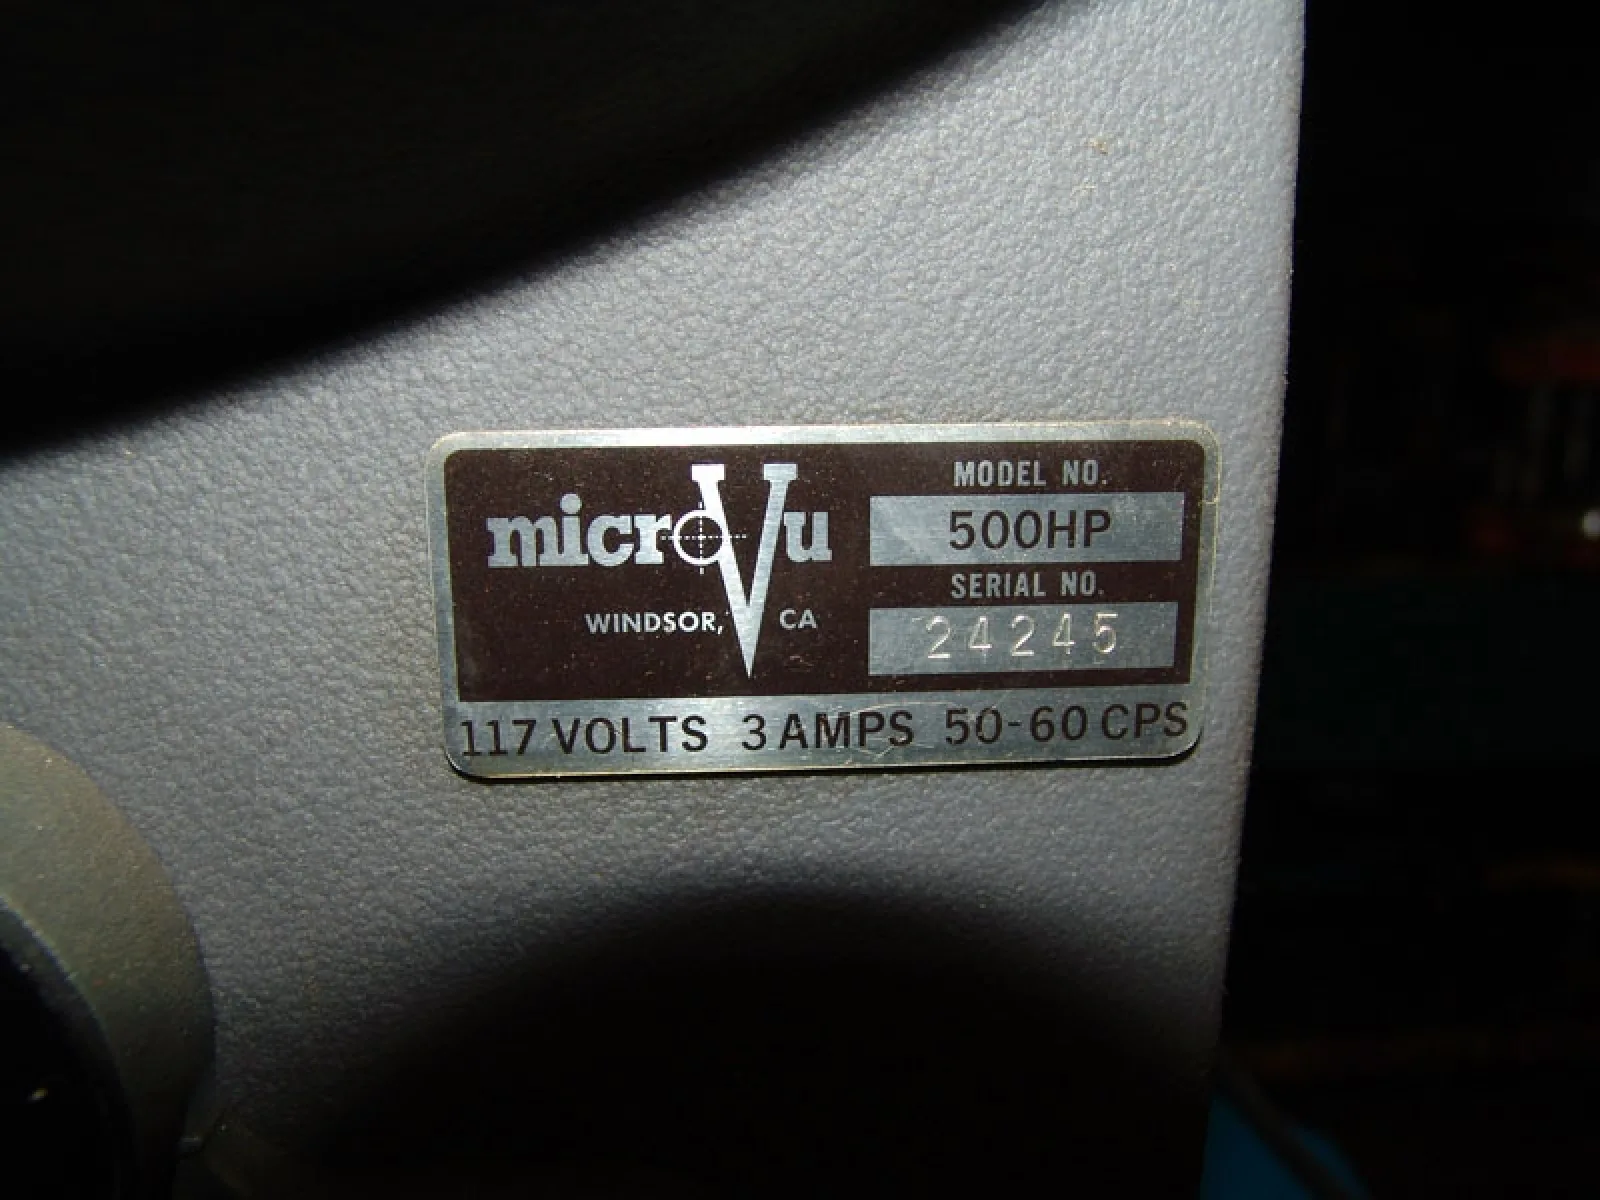 microVu
WINDSOR, CA
MODEL NO.
500HP
SERIAL NO.
24245
117 VOLTS 3 AMPS 50-60 CPS